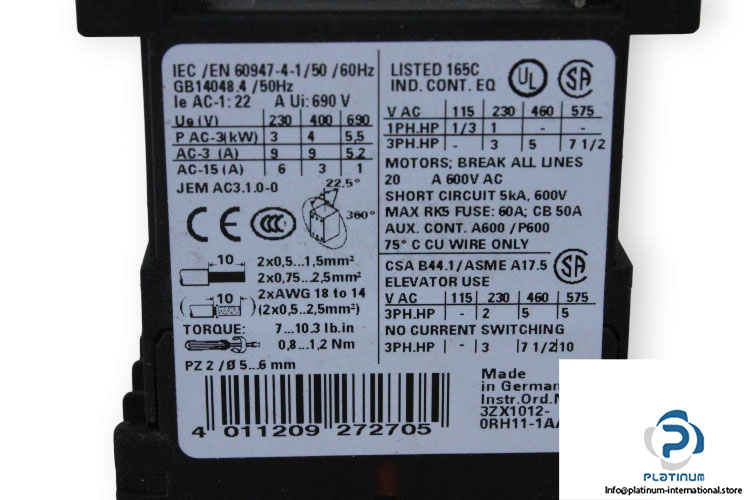 IEC /EN 60947-4-1/50 /60Hz
GB14048.4 /50Hz
Ie AC-1: 22 A Ui: 690 V
Ue (V) 230 400 690
P AC-3(kW) 3 4 5,5
AC-3 (A) 9 9 5.2
AC-15 (A) 6 3 1
JEM AC3.1.0-0
22.5°
360°
CE CCC
10 2x0,5...1,5mm²
2x0,75...2,5mm²
10 2xAWG 18 to 14
(2x0,5...2,5mm²)
TORQUE: 7...10.3 lb.in
0,8...1,2 Nm
PZ 2 / Ø 5...6 mm
4 011209 272705
LISTED 165C
IND. CONT. EQ
UL SA
V AC 115 230 460 575
1PH.HP 1/3 1 - -
3PH.HP - 3 5 7 1/2
MOTORS; BREAK ALL LINES
20 A 600V AC
SHORT CIRCUIT 5kA, 600V
MAX RK5 FUSE: 60A; CB 50A
AUX. CONT. A600 /P600
75° C CU WIRE ONLY
CSA B44.1/ASME A17.5 SA
ELEVATOR USE
V AC 115 230 460 575
3PH.HP - 2 5 5
NO CURRENT SWITCHING
3PH.HP - 3 7 1/2 10
Made
in German
Instr.Ord.N
3ZX1012-
0RH11-1A
PLATINUM
Info@platinum-international.store